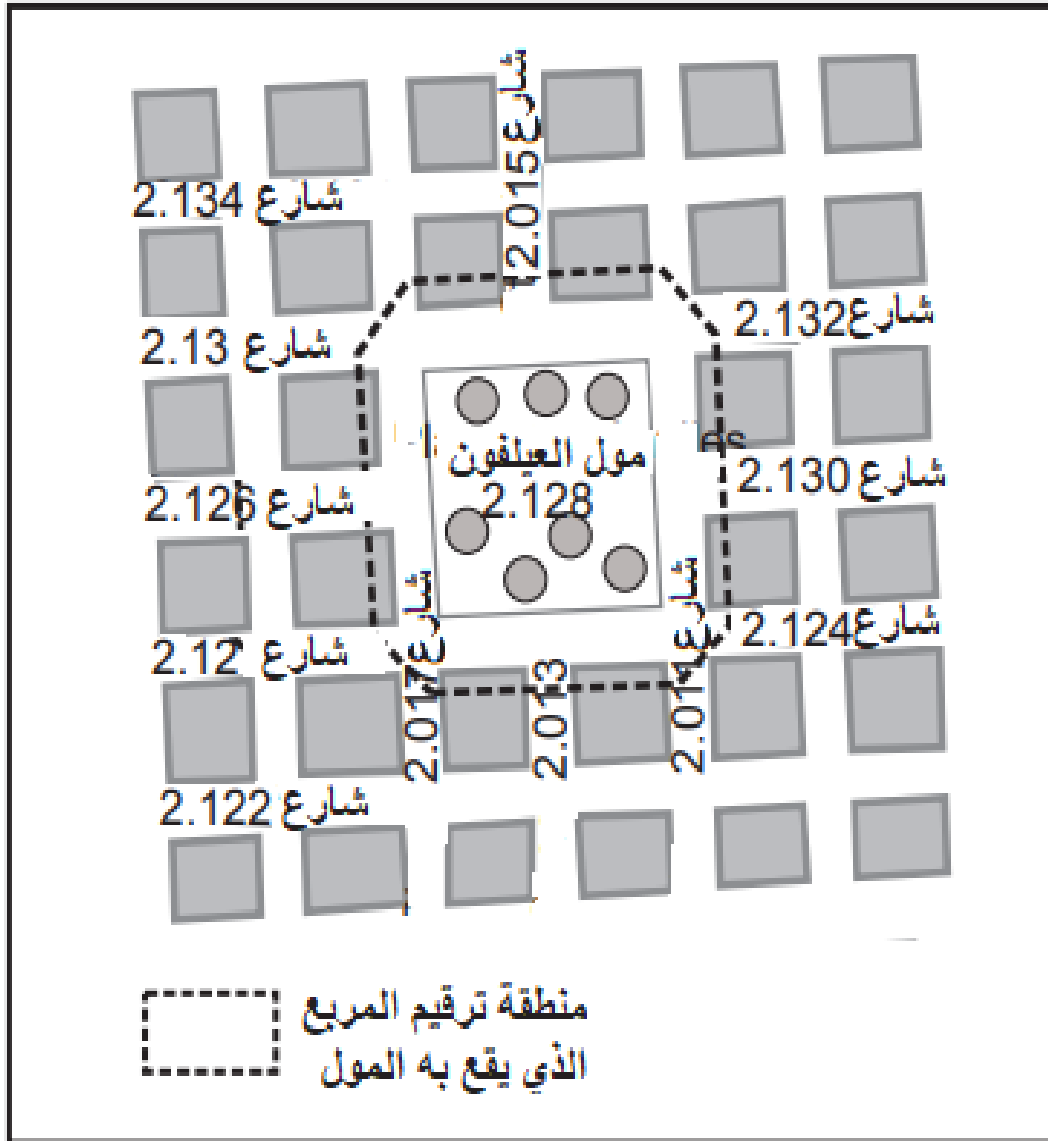 شارع 2.015
شارع 2.134
شارع 2.13
شارع 2.132
مول العيلفون
2.128
شارع 2.126
شارع 2.130
شارع 2.12
شارع 2.124
شارع 2.017
2.013
شارع 2.014
شارع 2.122
منطقة ترقيم المربع
الذي يقع به المول